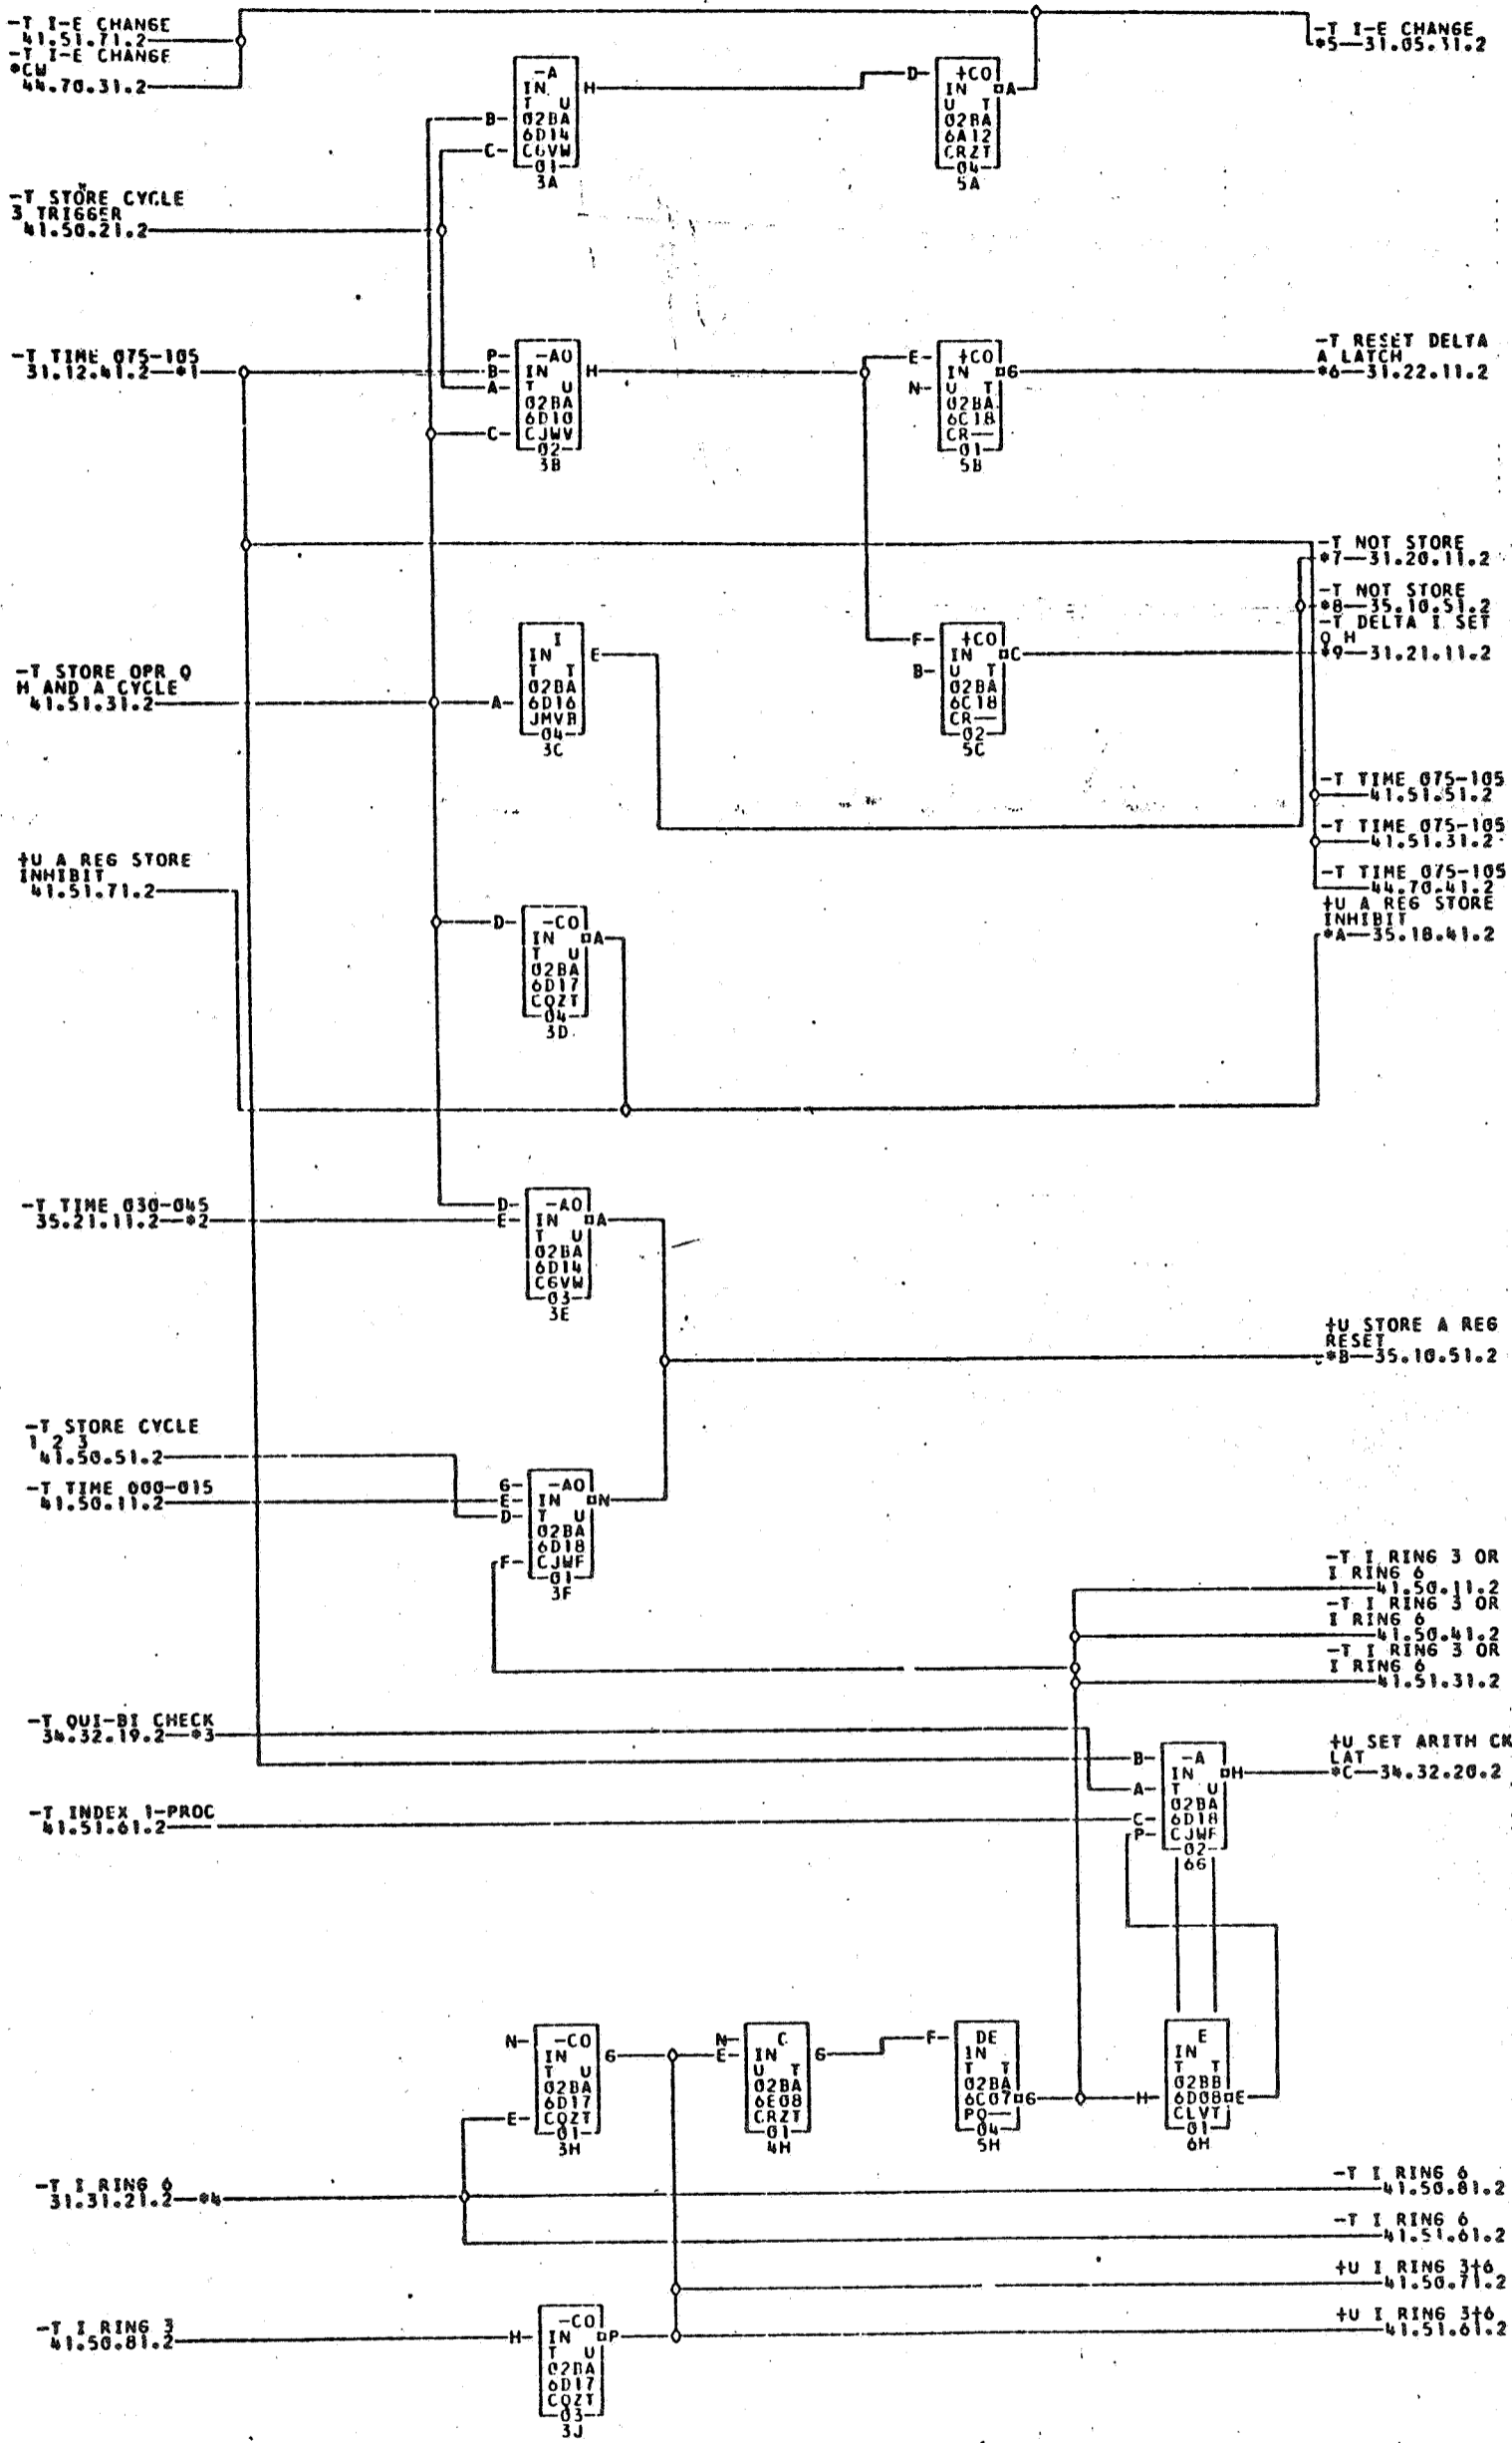 -T I-E CHANGE
41.51.71.2
-T I-E CHANGE
*CW
44.70.31.2
-T I-E CHANGE
*5—31.05.31.2
-A
IN
T U
02BA
6D14
CGVW
01
3A
H
B-
C-
D-
+CO
IN
U T
02BA
6A12
CRZT
04
5A
A
-T STORE CYCLE
3 TRIGGER
41.50.21.2
-T TIME 075-105
31.12.41.2—*1
P-
B-
A-
C-
-AO
IN
T U
02BA
6D10
CJWV
02
3B
H
E-
N-
+CO
IN
U T
02BA
6C18
CR—
01
5B
G
-T RESET DELTA
A LATCH
*6—31.22.11.2
-T NOT STORE
*7—31.20.11.2
-T NOT STORE
*8—35.10.51.2
-T DELTA I SET
Q H
*9—31.21.11.2
-T STORE OPR Q
H AND A CYCLE
41.51.31.2
A-
I
IN
T T
02BA
6D16
JMVB
04
3C
E
F-
B-
+CO
IN
U T
02BA
6C18
CR—
02
5C
C
-T TIME 075-105
41.51.51.2
-T TIME 075-105
41.51.31.2
-T TIME 075-105
44.70.41.2
+U A REG STORE
INHIBIT
*A—35.18.41.2
+U A REG STORE
INHIBIT
41.51.71.2
D-
-CO
IN
T U
02BA
6D17
CQZT
04
3D
A
-T TIME 030-045
35.21.11.2—*2
D-
E-
-AO
IN
T U
02BA
6D14
CGVW
03
3E
A
+U STORE A REG
RESET
*B—35.10.51.2
-T STORE CYCLE
1 2 3
41.50.51.2
-T TIME 000-015
41.50.11.2
G-
E-
D-
F-
-AO
IN
T U
02BA
6D18
CJWF
01
3F
N
-T I RING 3 OR
I RING 6
41.50.11.2
-T I RING 3 OR
I RING 6
41.50.41.2
-T I RING 3 OR
I RING 6
41.51.31.2
-T QUI-BI CHECK
34.32.19.2—*3
-T INDEX 1-PROC
41.51.61.2
B-
A-
C-
P-
-A
IN
T U
02BA
6D18
CJWF
02
6G
H
+U SET ARITH CK
LAT
*C—34.32.20.2
N-
E-
-CO
IN
T U
02BA
6D17
CQZT
01
3H
G
N-
E-
C
IN
U T
02BA
6E08
CRZT
01
4H
G
F-
DE
IN
T T
02BA
6C07
PQ—
04
5H
G
H-
E
IN
T T
02BB
6D08
CLVT
01
6H
E
-T I RING 6
31.31.21.2—*4
-T I RING 6
41.50.81.2
-T I RING 6
41.51.61.2
+U I RING 3+6
41.50.71.2
+U I RING 3+6
41.51.61.2
-T I RING 3
41.50.81.2
H-
-CO
IN
T U
02BA
6D17
CQZT
03
3J
P